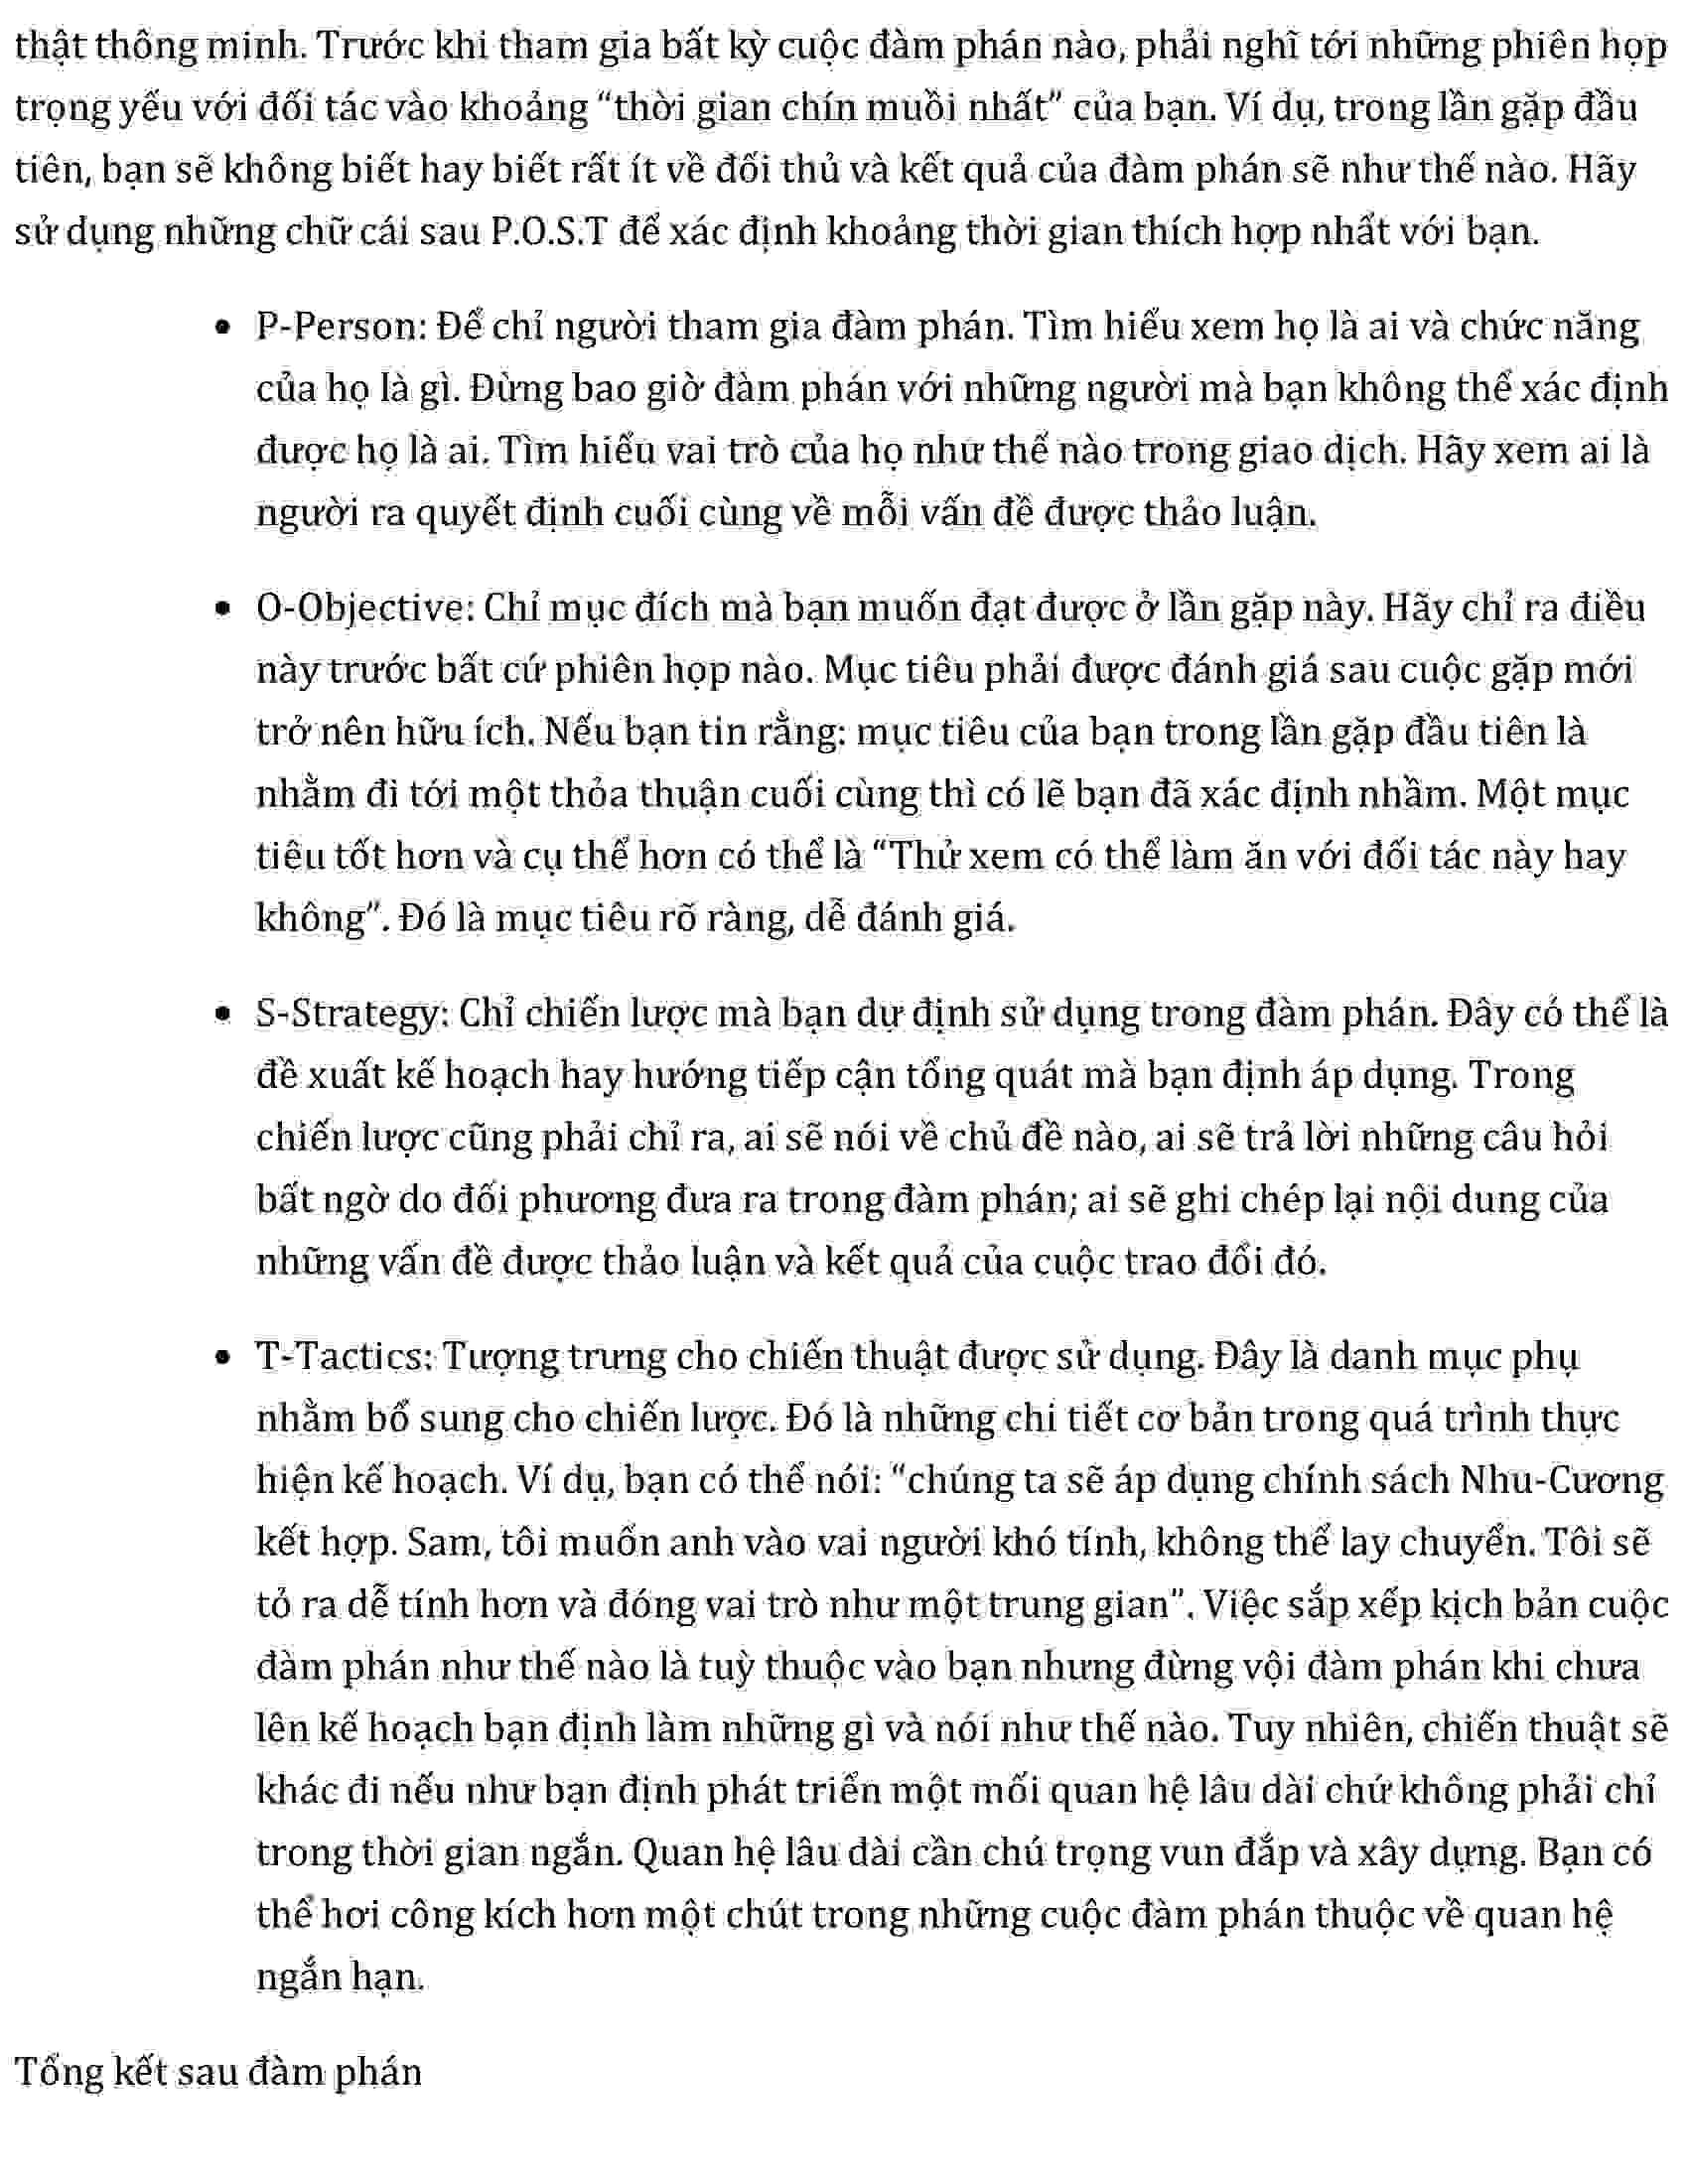 thật thông minh. Trước khi tham gia bất kỳ cuộc đàm phán nào, phải nghĩ tới những phiên họp
trọng yếu với đối tác vào khoảng “thời gian chín muồi nhất” của bạn. Ví dụ, trong lần gặp đầu
tiên, bạn sẽ không biết hay biết rất ít về đối thủ và kết quả của đàm phán sẽ như thế nào. Hãy
sử dụng những chữ cái sau P.O.S.T để xác định khoảng thời gian thích hợp nhất với bạn.
• P-Person: Để chỉ người tham gia đàm phán. Tìm hiểu xem họ là ai và chức năng
của họ là gì. Đừng bao giờ đàm phán với những người mà bạn không thể xác định
được họ là ai. Tìm hiểu vai trò của họ như thế nào trong giao dịch. Hãy xem ai là
người ra quyết định cuối cùng về mỗi vấn đề được thảo luận.
• O-Objective: Chỉ mục đích mà bạn muốn đạt được ở lần gặp này. Hãy chỉ ra điều
này trước bất cứ phiên họp nào. Mục tiêu phải được đánh giá sau cuộc gặp mới
trở nên hữu ích. Nếu bạn tin rằng: mục tiêu của bạn trong lần gặp đầu tiên là
nhằm đi tới một thỏa thuận cuối cùng thì có lẽ bạn đã xác định nhầm. Một mục
tiêu tốt hơn và cụ thể hơn có thể là “Thử xem có thể làm ăn với đối tác này hay
không”. Đó là mục tiêu rõ ràng, dễ đánh giá.
• S-Strategy: Chỉ chiến lược mà bạn dự định sử dụng trong đàm phán. Đây có thể là
đề xuất kế hoạch hay hướng tiếp cận tổng quát mà bạn định áp dụng. Trong
chiến lược cũng phải chỉ ra, ai sẽ nói về chủ đề nào, ai sẽ trả lời những câu hỏi
bất ngờ do đối phương đưa ra trong đàm phán; ai sẽ ghi chép lại nội dung của
những vấn đề được thảo luận và kết quả của cuộc trao đổi đó.
• T-Tactics: Tượng trưng cho chiến thuật được sử dụng. Đây là danh mục phụ
nhằm bổ sung cho chiến lược. Đó là những chi tiết cơ bản trong quá trình thực
hiện kế hoạch. Ví dụ, bạn có thể nói: “chúng ta sẽ áp dụng chính sách Nhu-Cương
kết hợp. Sam, tôi muốn anh vào vai người khó tính, không thể lay chuyển. Tôi sẽ
tỏ ra dễ tính hơn và đóng vai trò như một trung gian”. Việc sắp xếp kịch bản cuộc
đàm phán như thế nào là tuỳ thuộc vào bạn nhưng đừng vội đàm phán khi chưa
lên kế hoạch bạn định làm những gì và nói như thế nào. Tuy nhiên, chiến thuật sẽ
khác đi nếu như bạn định phát triển một mối quan hệ lâu dài chứ không phải chỉ
trong thời gian ngắn. Quan hệ lâu dài cần chú trọng vun đắp và xây dựng. Bạn có
thể hơi công kích hơn một chút trong những cuộc đàm phán thuộc về quan hệ
ngắn hạn.
Tổng kết sau đàm phán